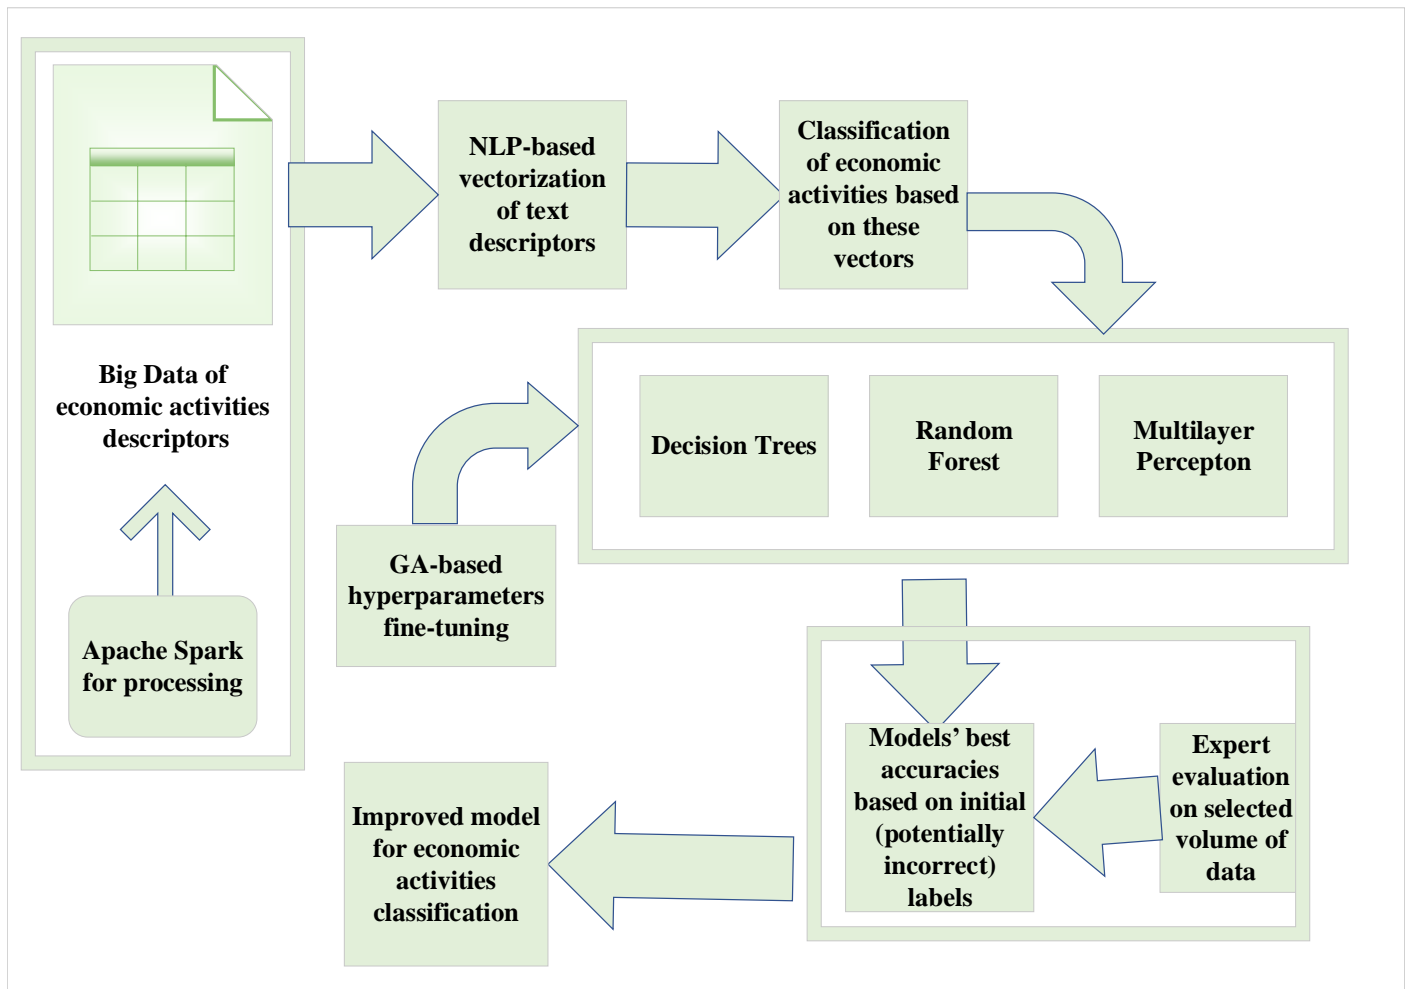 Big Data of
economic activities
descriptors
Apache Spark
for processing
NLP-based
vectorization
of text
descriptors
Classification
of economic
activities based
on these
vectors
Decision Trees
Random
Forest
Multilayer
Percepton
GA-based
hyperparameters
fine-tuning
Models’ best
accuracies
based on initial
(potentially
incorrect)
labels
Expert
evaluation
on selected
volume of
data
Improved model
for economic
activities
classification